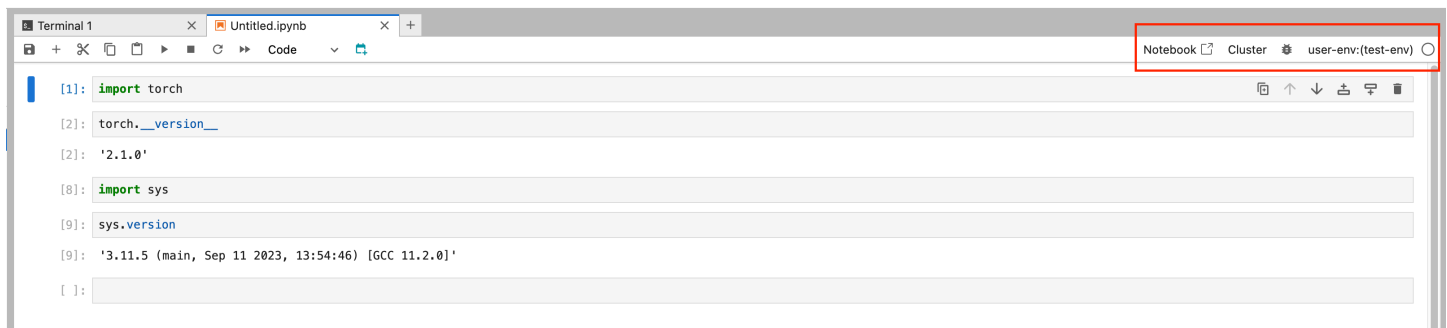 Terminal 1
Untitled.ipynb
Code
Notebook Cluster user-env:(test-env)
[1]: import torch
[2]: torch.__version__
[2]: '2.1.0'
[8]: import sys
[9]: sys.version
[9]: '3.11.5 (main, Sep 11 2023, 13:54:46) [GCC 11.2.0]'
[ ]: